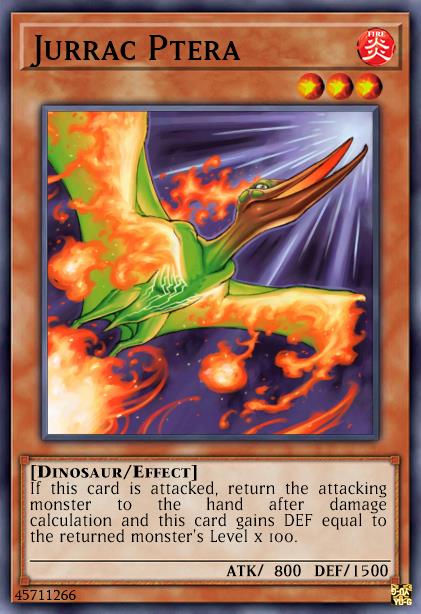 JURRAC PTERA
FIRE
炎
[DINOSAUR/EFFECT]
If this card is attacked, return the attacking
monster to the hand after damage
calculation and this card gains DEF equal to
the returned monster's Level x 100.
ATK/ 800 DEF/1500
45711266